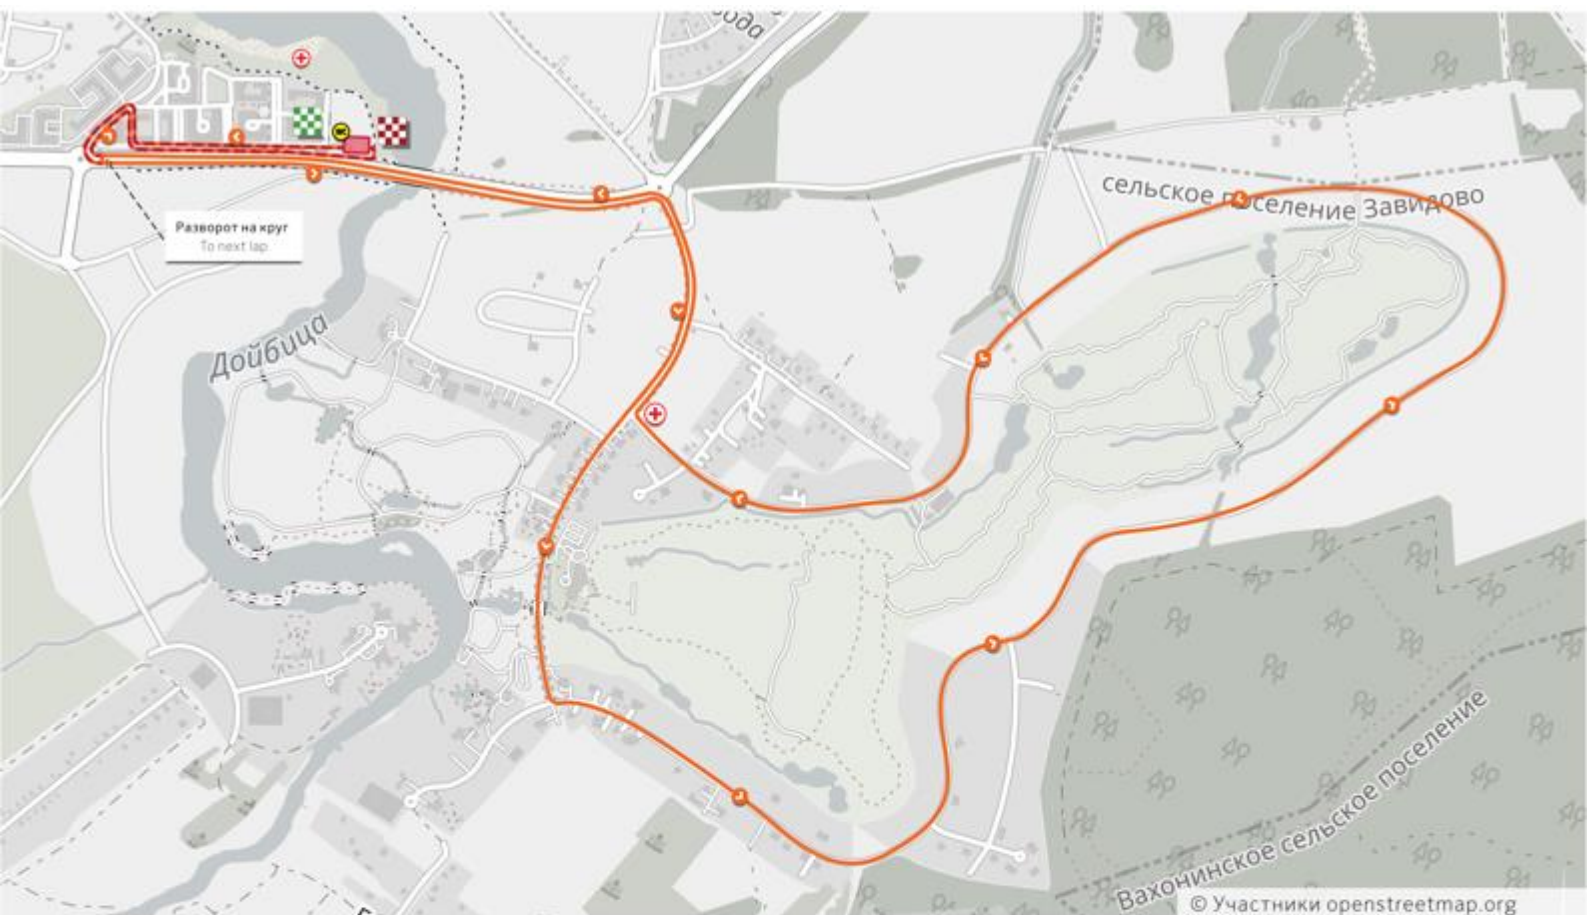 сельское поселение Завидово
Разворот на круг
To next lap
Дойбица
Вахонинское сельское поселение
© Участники openstreetmap.org